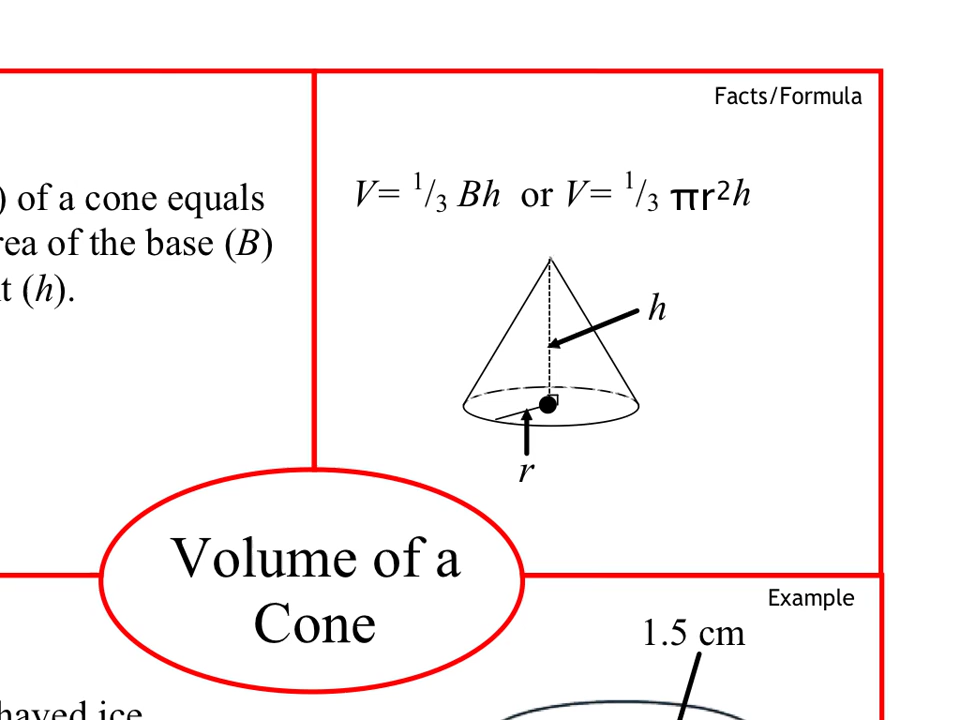 Facts/Formula
) of a cone equals
V= 1/3 Bh or V= 1/3 πr²h
of the base (B)
(h).
h
r
Volume of a
Cone
Example
1.5 cm
ice